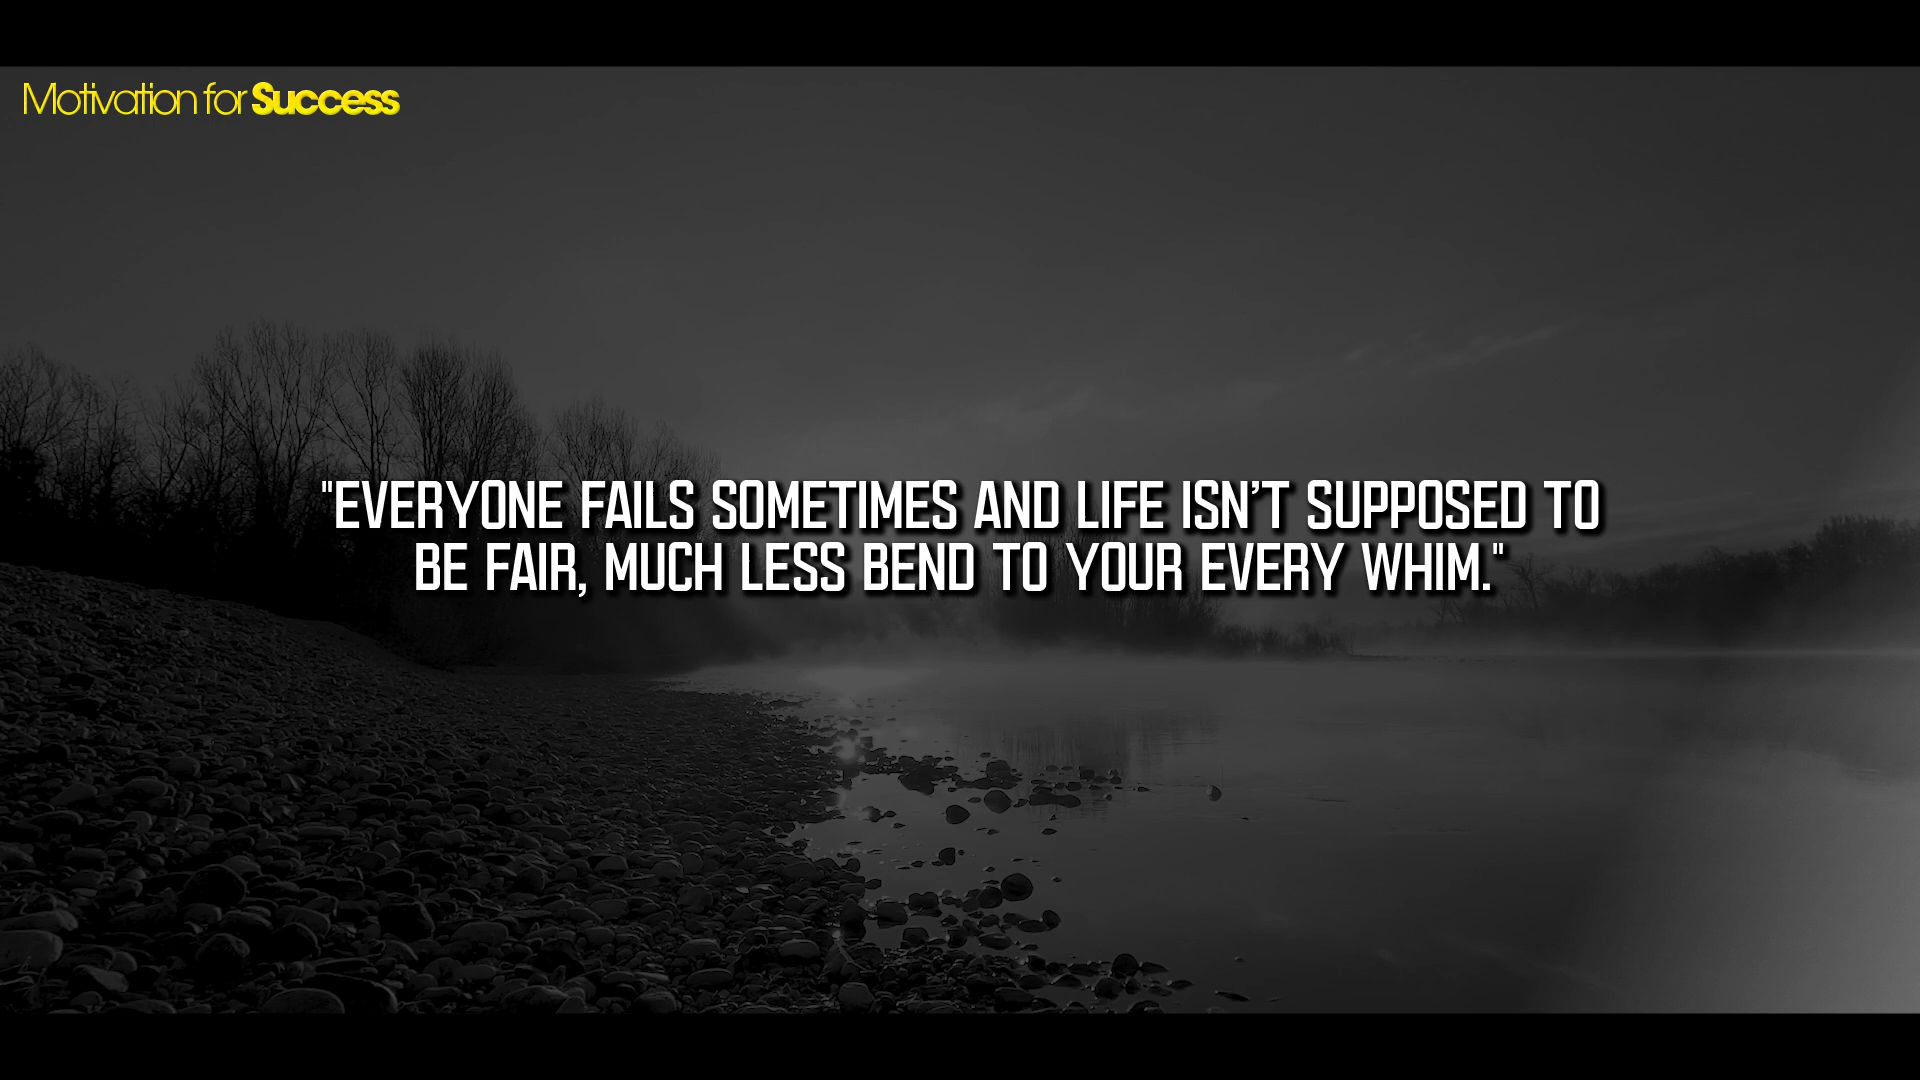 Motivation for Success
"EVERYONE FAILS SOMETIMES AND LIFE ISN'T SUPPOSED TO
BE FAIR, MUCH LESS BEND TO YOUR EVERY WHIM."